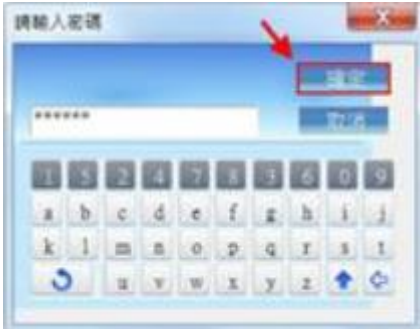 請輸入密碼
確定
******
取消
1 5 2 4 7 8 3 6 0 9
a b c d e f g h i j
k l m n o p q r s t
u v w x y z